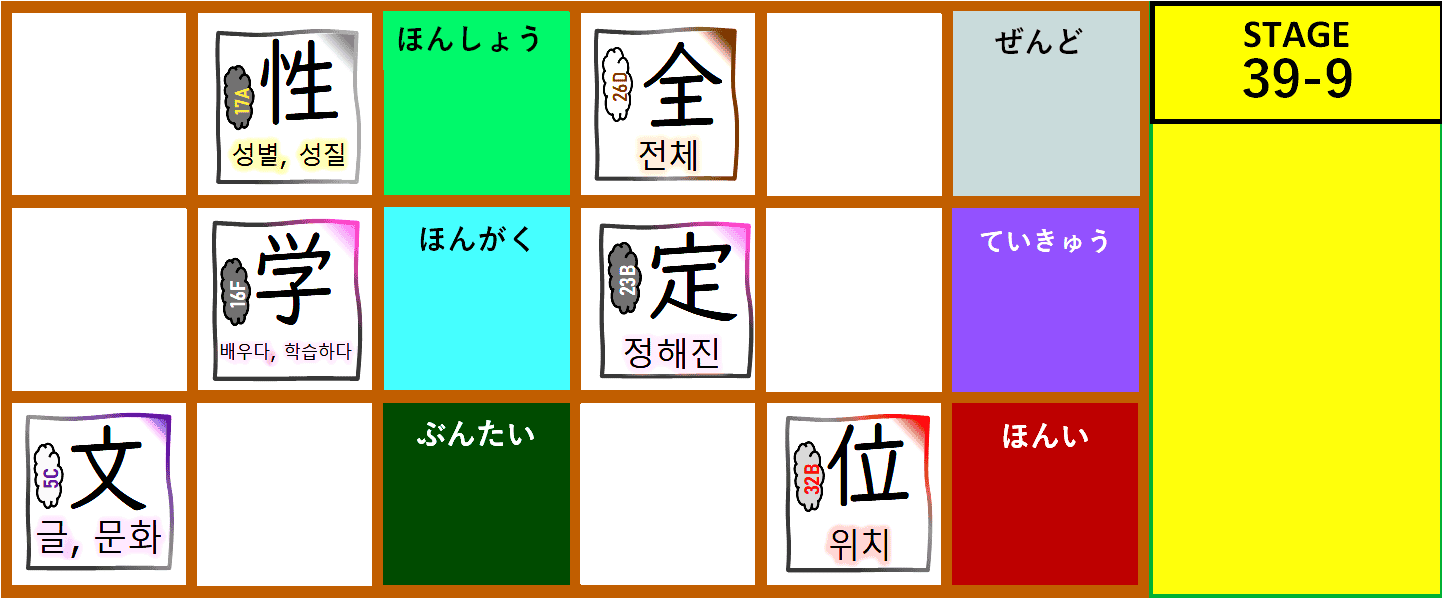 性
17A
성별, 성질
ほんしょう
全
26D
전체
ぜんど
STAGE
39-9
学
16F
배우다, 학습하다
ほんがく
定
23B
정해진
ていきゅう
文
5C
글, 문화
ぶんたい
位
32B
위치
ほんい